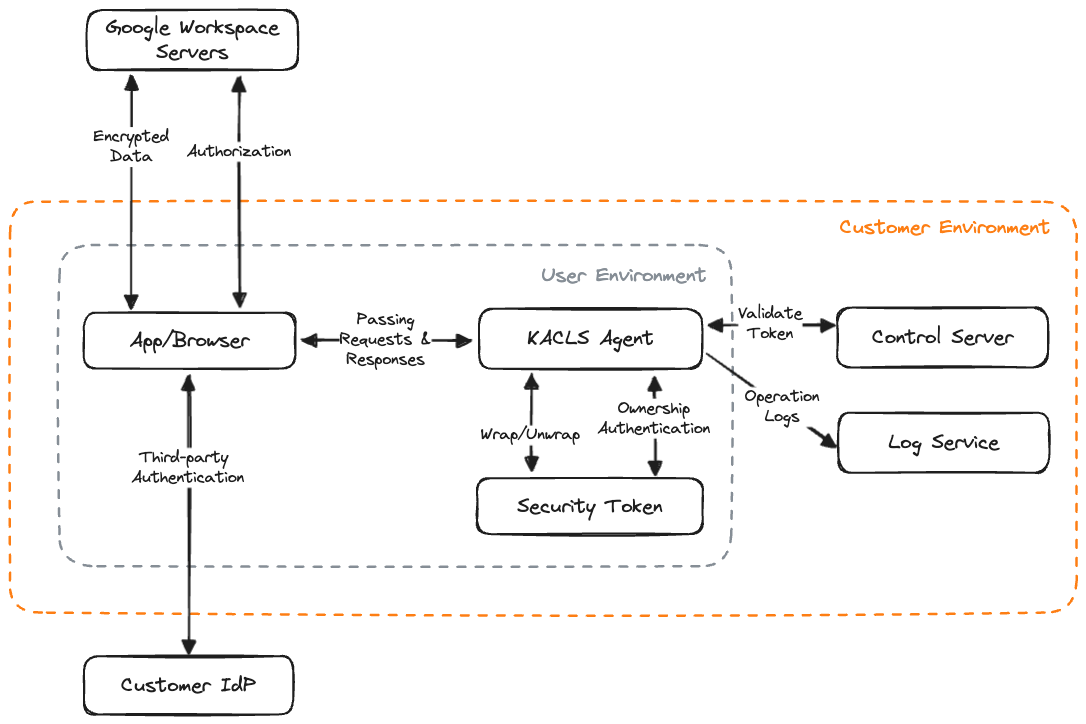 Google Workspace
Servers
Encrypted
Data
Authorization
Customer Environment
User Environment
App/Browser
Passing
Requests &
Responses
KACLS Agent
Validate
Token
Control Server
Operation
Logs
Log Service
Wrap/Unwrap
Ownership
Authentication
Third-party
Authentication
Security Token
Customer IdP